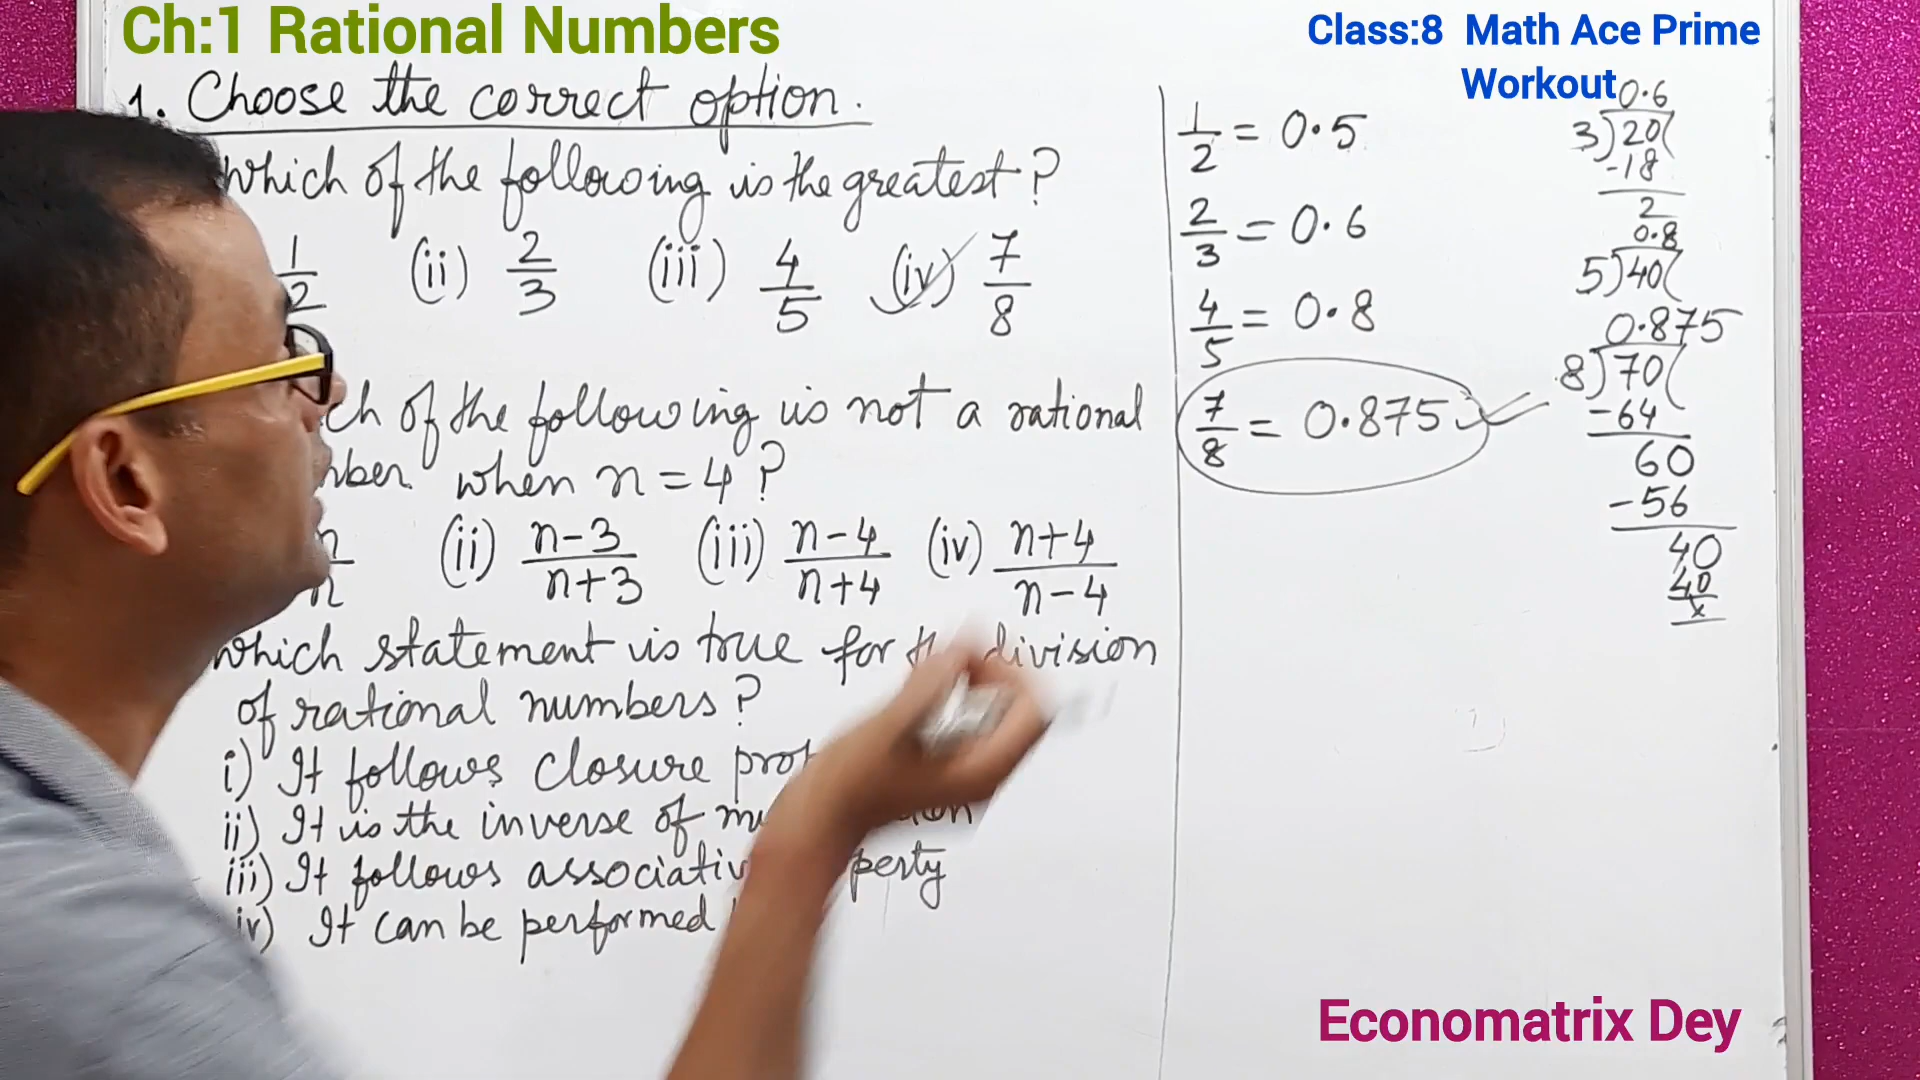 Ch:1 Rational Numbers
Class:8 Math Ace Prime
Workout
1. Choose the correct option.
which of the following is the greatest?
1/2 (ii) 2/3 (iii) 4/5 (iv) 7/8
ch of the following is not a rational
nber when n = 4?
n/n (ii) n-3/n+3 (iii) n-4/n+4 (iv) n+4/n-4
which statement is true for division
of rational numbers?
i) It follows closure
ii) It is the inverse of
iii) It follows
iv) It can be performed
1/2 = 0.5
2/3 = 0.6
4/5 = 0.8
7/8 = 0.875
0.6
3)20(
-18
2
0.8
5)40(
0.875
8)70(
-64
60
-56
40
40
x
Economatrix Dey